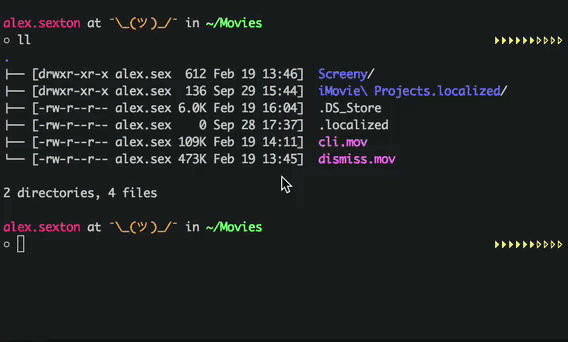 alex.sexton at ¯\_(ツ)_/¯ in ~/Movies
○ ll ▶▶▶▶▶▶▷▷▷▷
.
├── [drwxr-xr-x alex.sex  612 Feb 19 13:46]  Screeny/
├── [drwxr-xr-x alex.sex  136 Sep 29 15:44]  iMovie\ Projects.localized/
├── [-rw-r--r-- alex.sex 6.0K Feb 19 16:04]  .DS_Store
├── [-rw-r--r-- alex.sex    0 Sep 28 17:37]  .localized
├── [-rw-r--r-- alex.sex 109K Feb 19 14:11]  cli.mov
└── [-rw-r--r-- alex.sex 473K Feb 19 13:45]  dismiss.mov
2 directories, 4 files
alex.sexton at ¯\_(ツ)_/¯ in ~/Movies
○ ▶▶▶▶▶▶▷▷▷▷